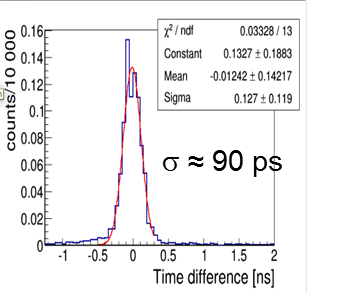 χ² / ndf 0.03328 / 13
Constant 0.1327 ± 0.1883
Mean -0.01242 ± 0.14217
Sigma 0.127 ± 0.119
σ ≈ 90 ps
counts/10 000
0.16
0.14
0.12
0.1
0.08
0.06
0.04
0.02
0
-1 -0.5 0 0.5 1 1.5 2
Time difference [ns]